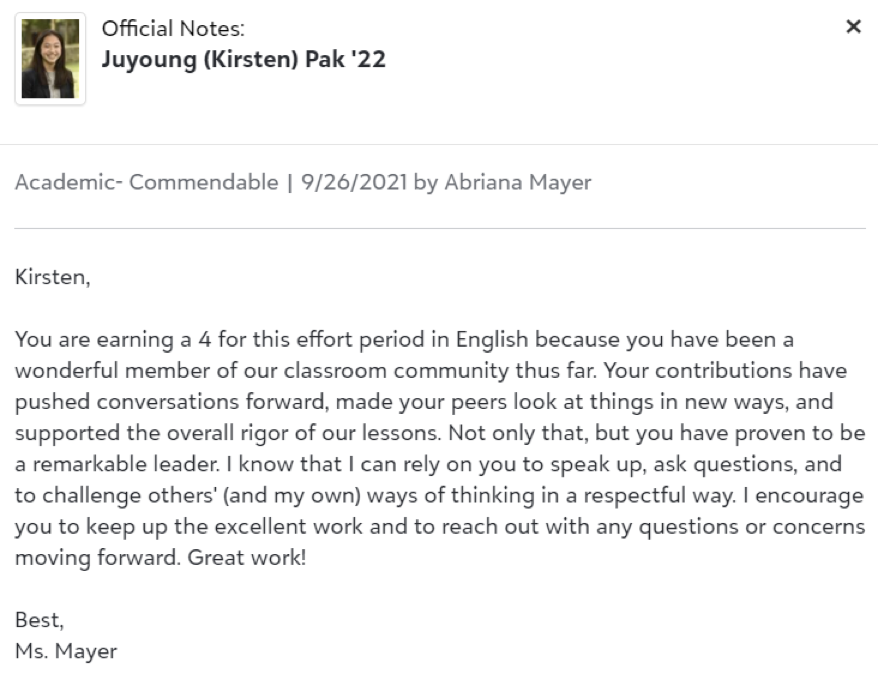 Official Notes:
Juyoung (Kirsten) Pak '22
Academic- Commendable | 9/26/2021 by Abriana Mayer
Kirsten,
You are earning a 4 for this effort period in English because you have been a
wonderful member of our classroom community thus far. Your contributions have
pushed conversations forward, made your peers look at things in new ways, and
supported the overall rigor of our lessons. Not only that, but you have proven to be
a remarkable leader. I know that I can rely on you to speak up, ask questions, and
to challenge others' (and my own) ways of thinking in a respectful way. I encourage
you to keep up the excellent work and to reach out with any questions or concerns
moving forward. Great work!
Best,
Ms. Mayer